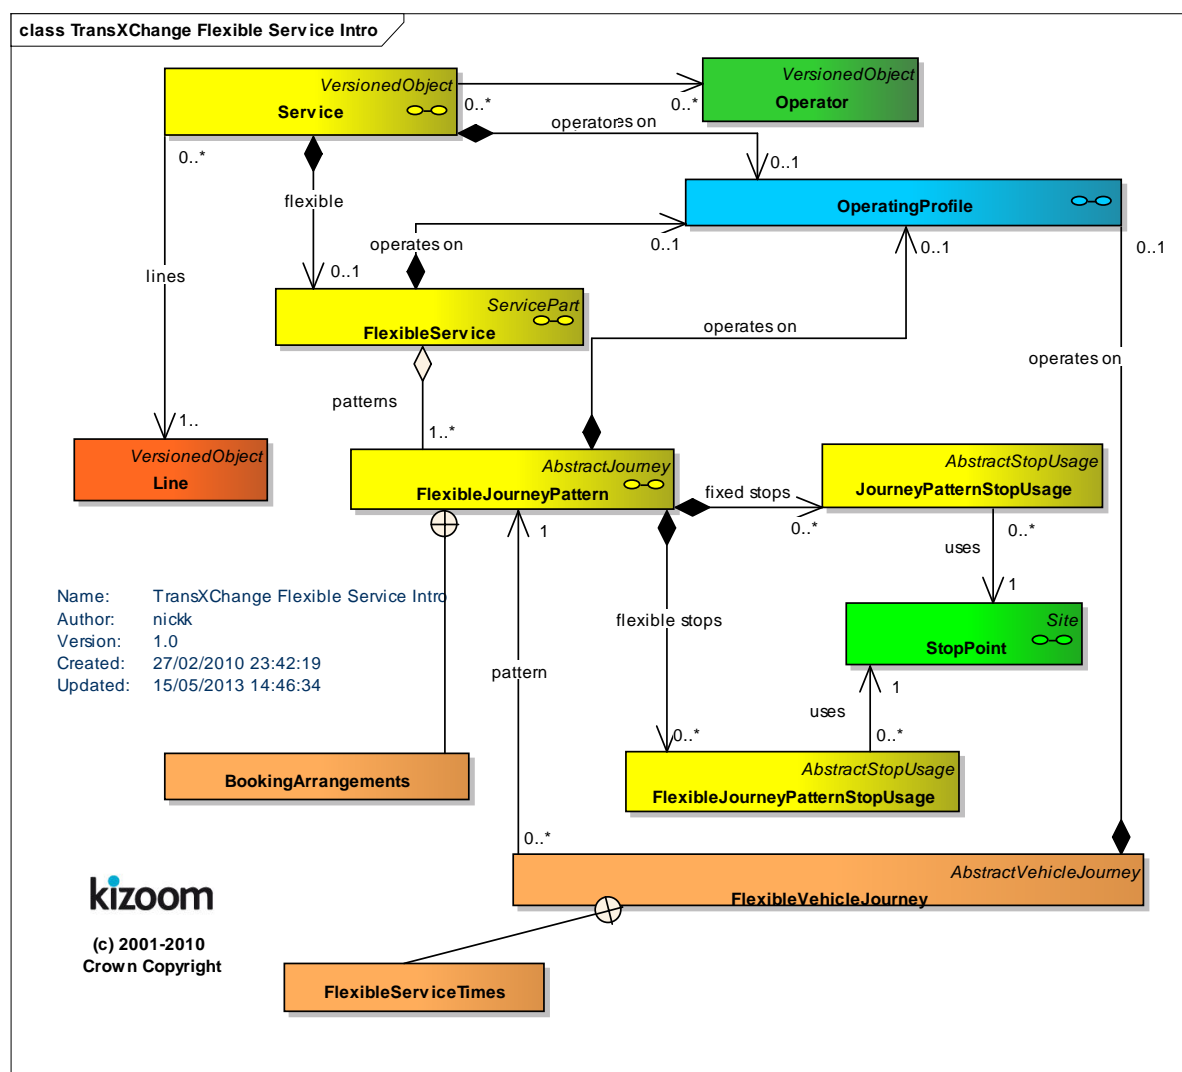 class TransXChange Flexible Service Intro
VersionedObject
Service
0..*
0..*
VersionedObject
Operator
operator
es on
0..*
flexible
0..1
OperatingProfile
operates on
0..1
0..1
0..1
lines
0..1
ServicePart
FlexibleService
operates on
operates on
patterns
1..
1..*
VersionedObject
Line
AbstractJourney
FlexibleJourneyPattern
fixed stops
0..*
AbstractStopUsage
JourneyPatternStopUsage
1
0..*
uses
1
Name: TransXChange Flexible Service Intro
Author: nickk
Version: 1.0
Created: 27/02/2010 23:42:19
Updated: 15/05/2013 14:46:34
flexible stops
Site
StopPoint
pattern
1
uses
0..*
0..*
BookingArrangements
AbstractStopUsage
FlexibleJourneyPatternStopUsage
0..*
AbstractVehicleJourney
FlexibleVehicleJourney
kizoom
(c) 2001-2010
Crown Copyright
FlexibleServiceTimes